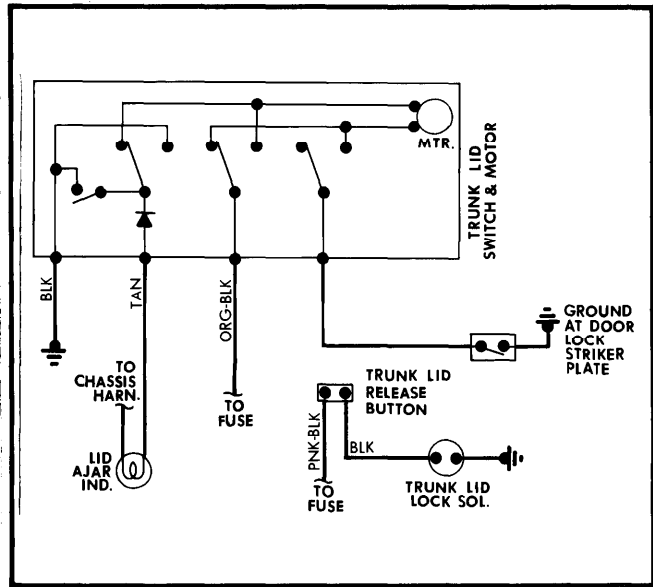 MTR.
TRUNK LID
SWITCH & MOTOR
BLK
TAN
ORG-BLK
GROUND
AT DOOR
LOCK
STRIKER
PLATE
TO
CHASSIS
HARN.
TO
FUSE
TRUNK LID
RELEASE
BUTTON
LID
AJAR
IND.
PNK-BLK
BLK
TO
FUSE
TRUNK LID
LOCK SOL.